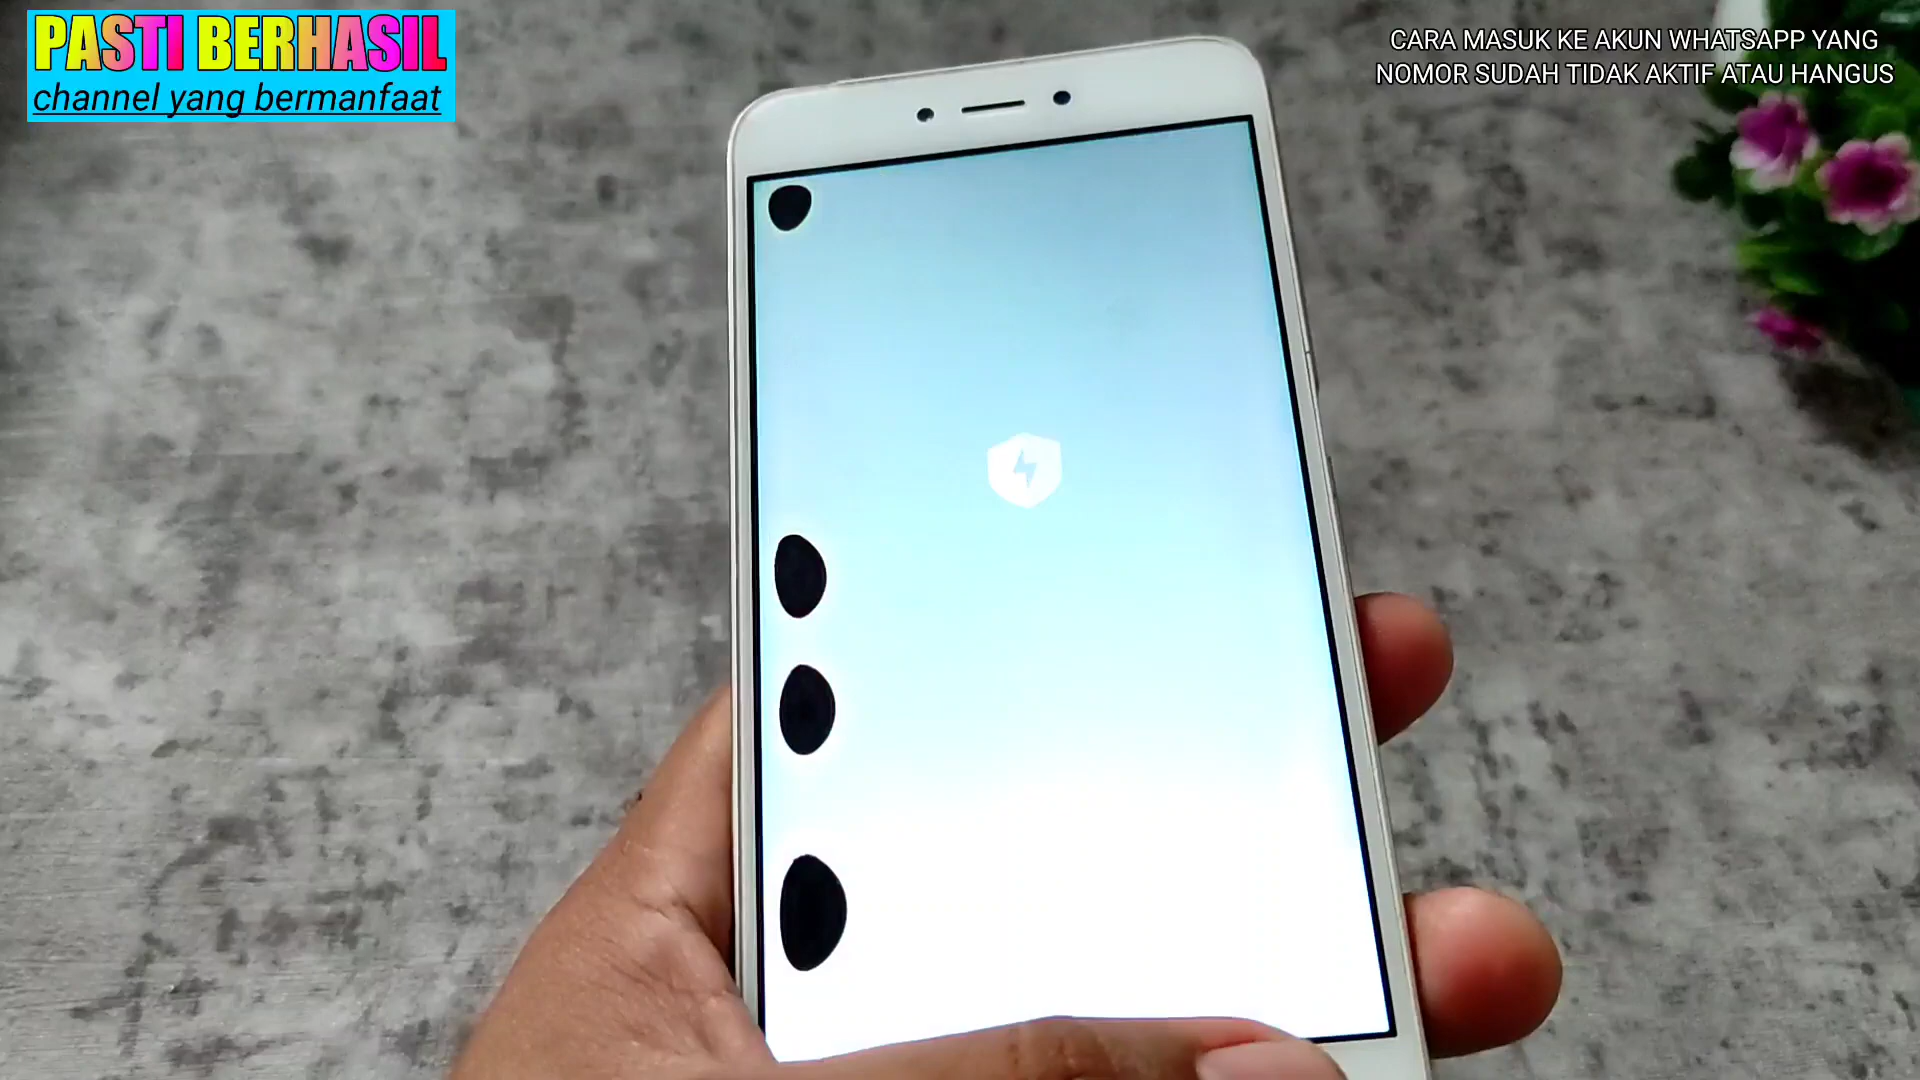 PASTI BERHASIL
channel yang bermanfaat
CARA MASUK KE AKUN WHATSAPP YANG
NOMOR SUDAH TIDAK AKTIF ATAU HANGUS